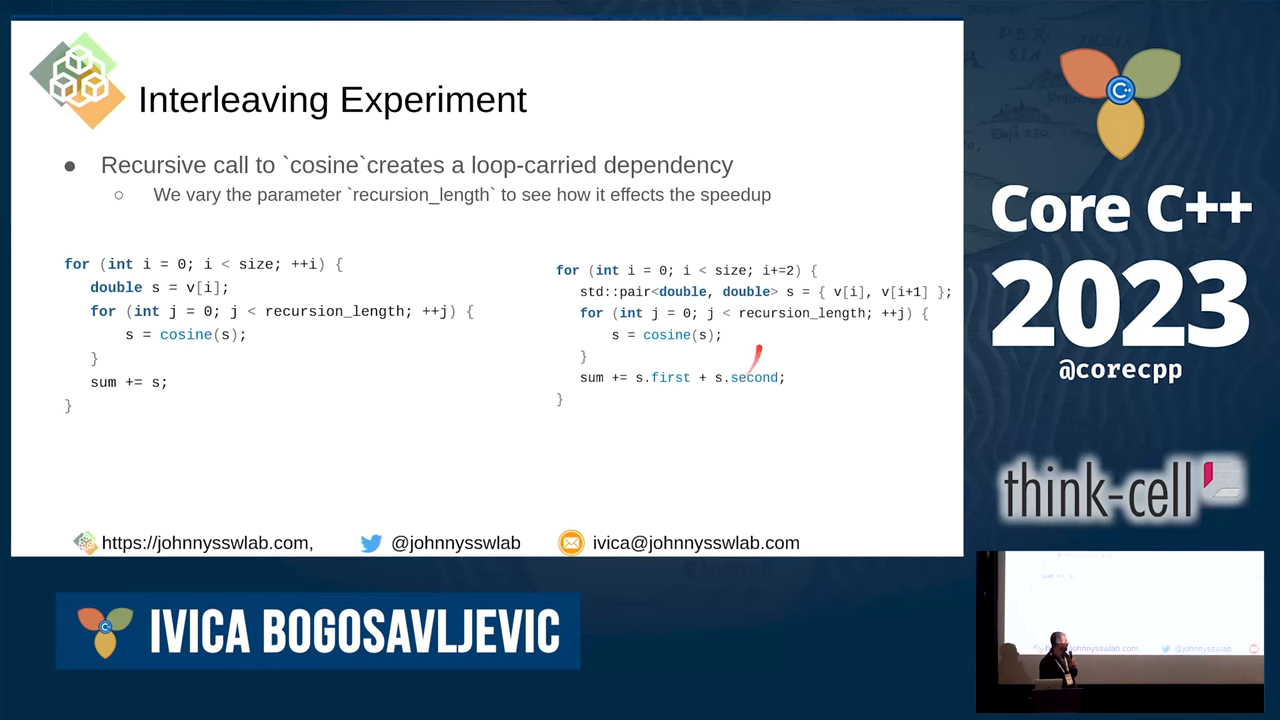 Interleaving Experiment
● Recursive call to `cosine`creates a loop-carried dependency
○ We vary the parameter `recursion_length` to see how it effects the speedup
for (int i = 0; i < size; ++i) {
double s = v[i];
for (int j = 0; j < recursion_length; ++j) {
s = cosine(s);
}
sum += s;
}
for (int i = 0; i < size; i+=2) {
std::pair<double, double> s = { v[i], v[i+1] };
for (int j = 0; j < recursion_length; ++j) {
s = cosine(s);
}
sum += s.first + s.second;
}
https://johnnysswlab.com, @johnnysswlab ivica@johnnysswlab.com
IVICA BOGOSAVLJEVIC
C++
Core C++
2023
@corecpp
think-cell
sum += s;
@johnnysswlab